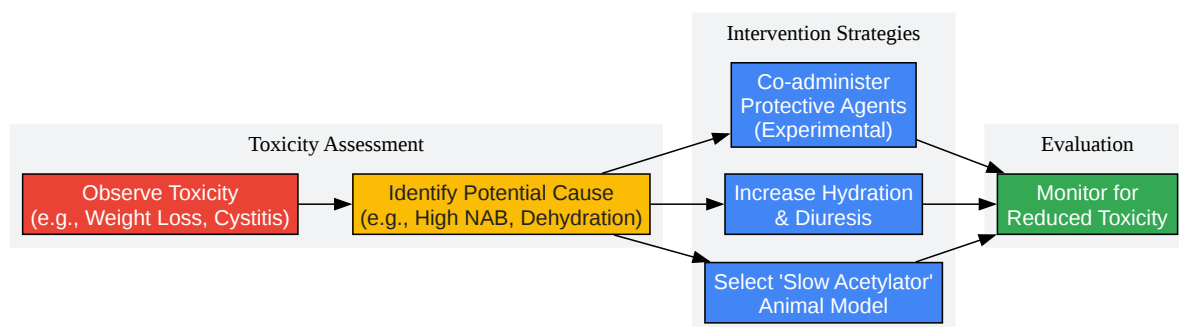 Toxicity Assessment
Observe Toxicity
(e.g., Weight Loss, Cystitis)
Identify Potential Cause
(e.g., High NAB, Dehydration)
Intervention Strategies
Co-administer
Protective Agents
(Experimental)
Increase Hydration
& Diuresis
Select 'Slow Acetylator'
Animal Model
Evaluation
Monitor for
Reduced Toxicity